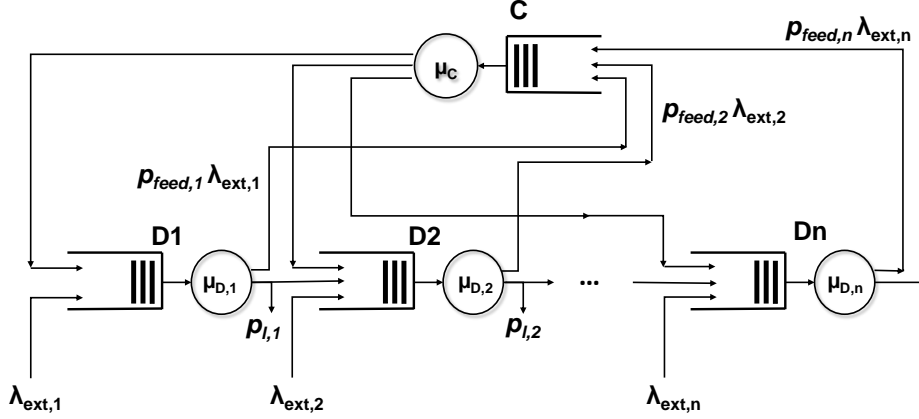 C
p_feed,n λ_ext,n
μ_C
p_feed,2 λ_ext,2
p_feed,1 λ_ext,1
D1
D2
Dn
μ_D,1
μ_D,2
...
μ_D,n
p_l,1
p_l,2
λ_ext,1
λ_ext,2
λ_ext,n